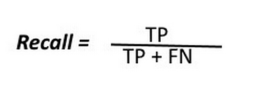 Recall =
TP
TP + FN